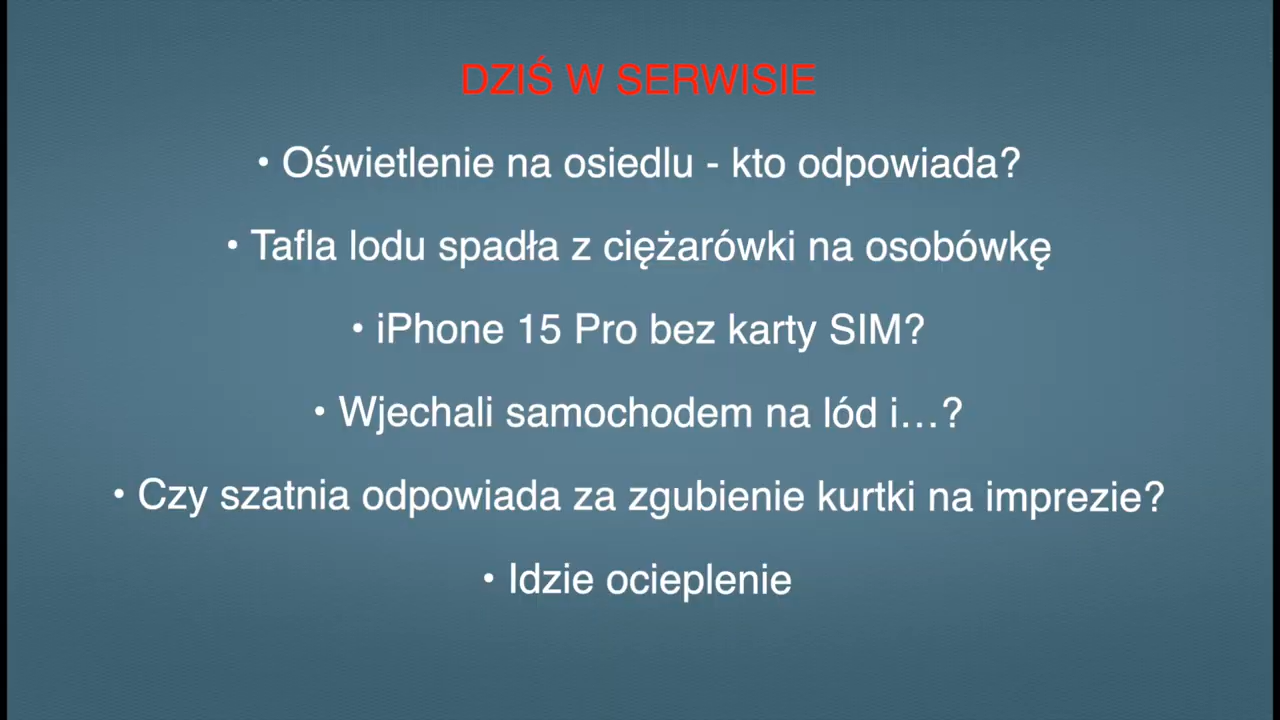 DZIŚ W SERWISIE
• Oświetlenie na osiedlu - kto odpowiada?
• Tafla lodu spadła z ciężarówki na osobówkę
• iPhone 15 Pro bez karty SIM?
• Wjechali samochodem na lód i...?
• Czy szatnia odpowiada za zgubienie kurtki na imprezie?
• Idzie ocieplenie